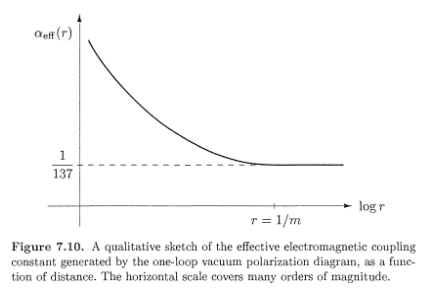 α_eff(r)
1
137
log r
r = 1/m
Figure 7.10. A qualitative sketch of the effective electromagnetic coupling
constant generated by the one-loop vacuum polarization diagram, as a func-
tion of distance. The horizontal scale covers many orders of magnitude.